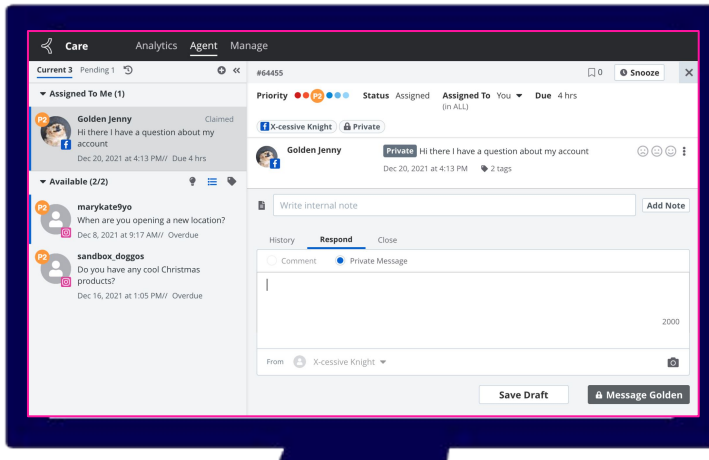 Care Analytics Agent Manage
Current 3 Pending 1
Assigned To Me (1)
P2 Golden Jenny Claimed
Hi there I have a question about my
account
Dec 20, 2021 at 4:13 PM// Due 4 hrs
Available (2/2)
P2 marykate9yo
When are you opening a new location?
Dec 8, 2021 at 9:17 AM// Overdue
P2 sandbox_doggos
Do you have any cool Christmas
products?
Dec 16, 2021 at 1:05 PM// Overdue
#64455 0 Snooze
Priority P2 Status Assigned Assigned To You Due 4 hrs
(in ALL)
X-cessive Knight Private
Golden Jenny Private Hi there I have a question about my account
Dec 20, 2021 at 4:13 PM 2 tags
Write internal note Add Note
History Respond Close
Comment Private Message
2000
From X-cessive Knight
Save Draft Message Golden